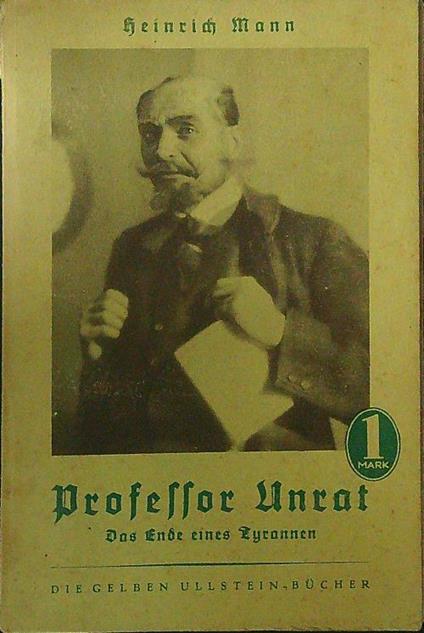 Heinrich Mann
1
MARK
Professor Unrat
Das Ende eines Tyrannen
DIE GELBEN ULLSTEIN-BÜCHER